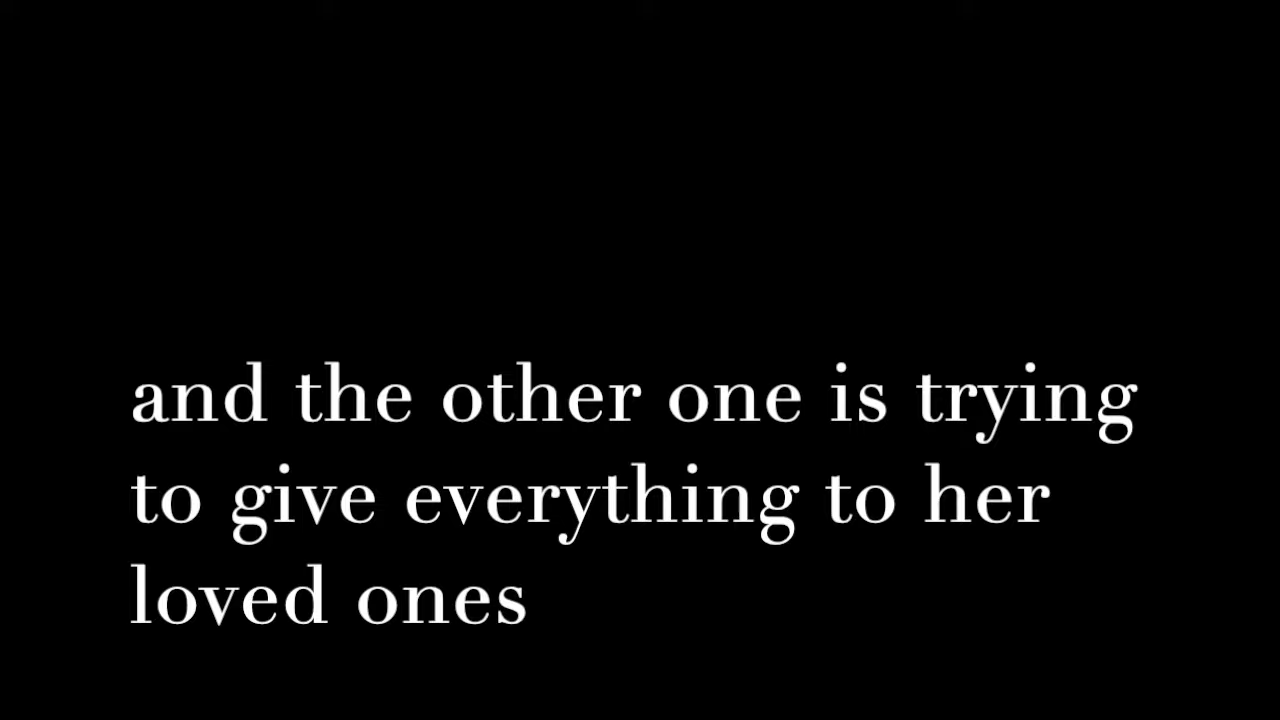 and the other one is trying
to give everything to her
loved ones